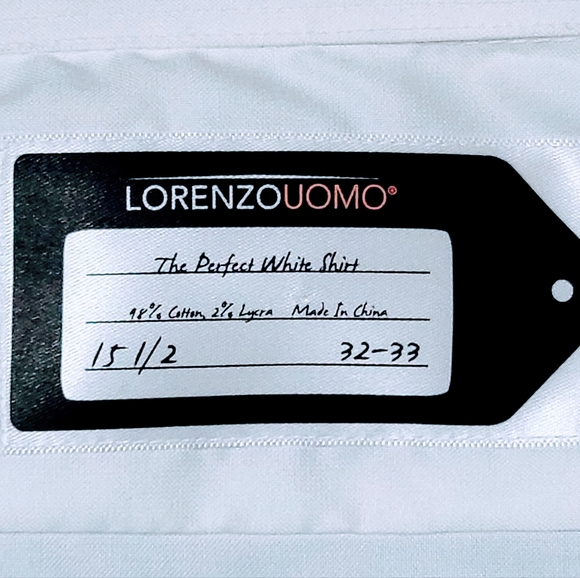 LORENZOUOMO®
The Perfect White Shirt
98% Cotton, 2% Lycra Made In China
15 1/2 32-33